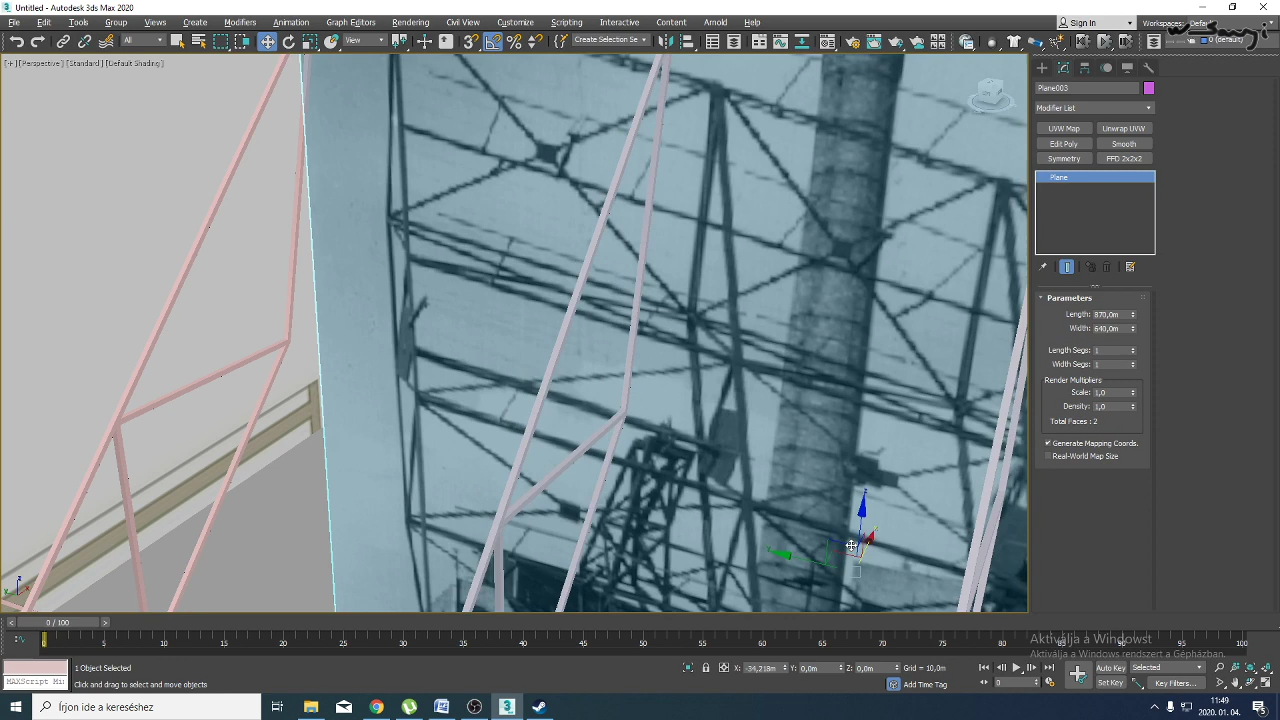 Untitled - Autodesk 3ds Max 2020
File Edit Tools Group Views Create Modifiers Animation Graph Editors Rendering Civil View Customize Scripting Interactive Content Arnold Help
Sign In Workspaces: Default
All View Create Selection Se 0 (default)
[+] [Perspective] [Standard] [Default Shading]
Plane003
Modifier List
UVW Map Unwrap UVW
Edit Poly Smooth
Symmetry FFD 2x2x2
Plane
Parameters
Length: 870,0m
Width: 640,0m
Length Segs: 1
Width Segs: 1
Render Multipliers
Scale: 1,0
Density: 1,0
Total Faces : 2
Generate Mapping Coords.
Real-World Map Size
0 / 100
0 5 10 15 20 25 30 35 40 45 50 55 60 65 70 75 80 85 90 95 100
Aktiválja a Windowst
Aktiválja a Windows rendszert a Gépházban.
1 Object Selected
X: -34,218m Y: 0,0m Z: 0,0m Grid = 10,0m
Auto Key Selected
MAXScript Mi
Click and drag to select and move objects
Add Time Tag
0
Set Key Key Filters...
Írjon ide a kereséshez
11:49
2020. 01. 04.